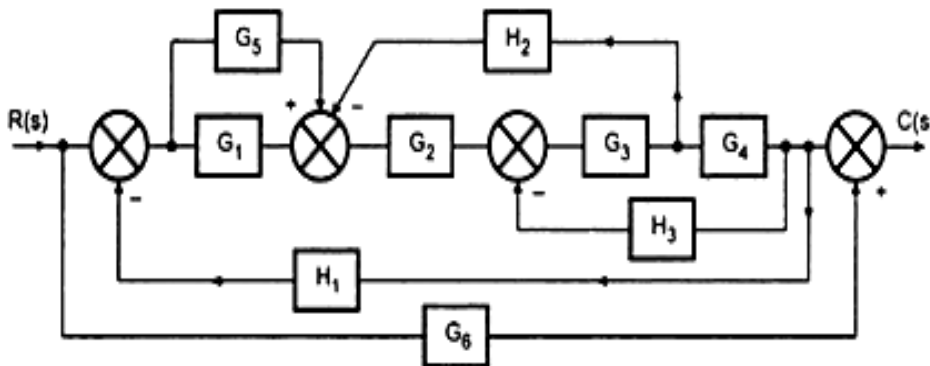 G5
H2
+ −
R(s) G1 G2 G3 G4 C(s
− − +
H3
H1
G6